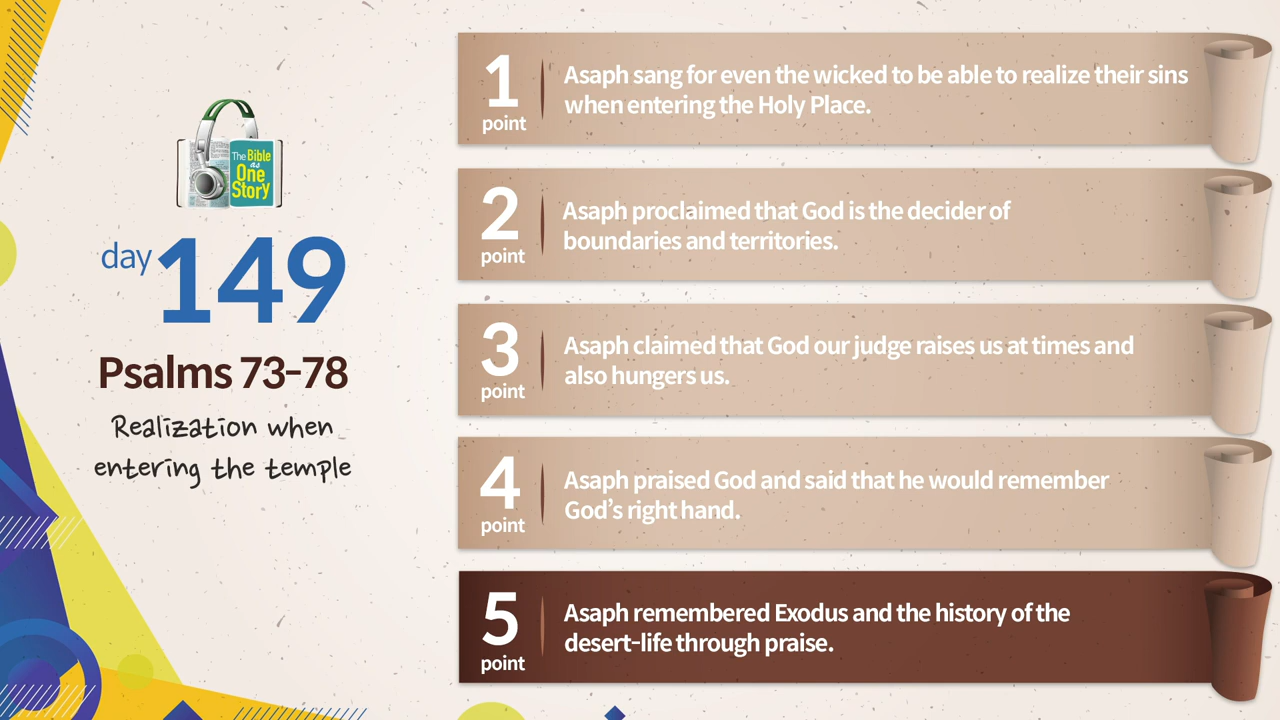 The Bible
as
One
Story
day 149
Psalms 73-78
Realization when
entering the temple
1
point
Asaph sang for even the wicked to be able to realize their sins
when entering the Holy Place.
2
point
Asaph proclaimed that God is the decider of
boundaries and territories.
3
point
Asaph claimed that God our judge raises us at times and
also hungers us.
4
point
Asaph praised God and said that he would remember
God's right hand.
5
point
Asaph remembered Exodus and the history of the
desert-life through praise.